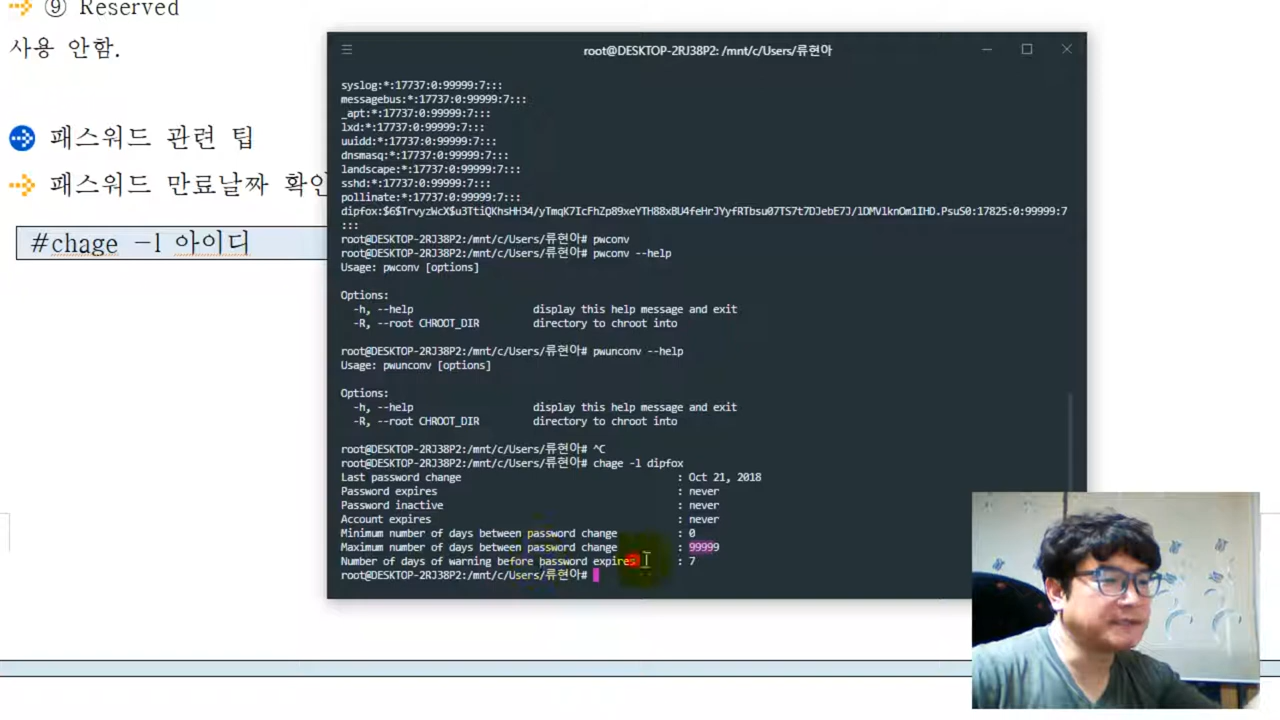 ⑨ Reserved
사용 안함.
패스워드 관련 팁
패스워드 만료날짜 확인
#chage -l 아이디
root@DESKTOP-2RJ38P2: /mnt/c/Users/류현아
syslog:*:17737:0:99999:7:::
messagebus:*:17737:0:99999:7:::
_apt:*:17737:0:99999:7:::
lxd:*:17737:0:99999:7:::
uuidd:*:17737:0:99999:7:::
dnsmasq:*:17737:0:99999:7:::
landscape:*:17737:0:99999:7:::
sshd:*:17737:0:99999:7:::
pollinate:*:17737:0:99999:7:::
dipfox:$6$TrvyzWcX$u3TtiQKhsHH34/yTmqK7IcFhZp89xeYTH88xBU4feHrJYyfRTbsu07TS7t7DJebE7J/lDMVlknOm1IHD.PsuS0:17825:0:99999:7
:::
root@DESKTOP-2RJ38P2:/mnt/c/Users/류현아# pwconv
root@DESKTOP-2RJ38P2:/mnt/c/Users/류현아# pwconv --help
Usage: pwconv [options]
Options:
-h, --help display this help message and exit
-R, --root CHROOT_DIR directory to chroot into
root@DESKTOP-2RJ38P2:/mnt/c/Users/류현아# pwunconv --help
Usage: pwunconv [options]
Options:
-h, --help display this help message and exit
-R, --root CHROOT_DIR directory to chroot into
root@DESKTOP-2RJ38P2:/mnt/c/Users/류현아# ^C
root@DESKTOP-2RJ38P2:/mnt/c/Users/류현아# chage -l dipfox
Last password change : Oct 21, 2018
Password expires : never
Password inactive : never
Account expires : never
Minimum number of days between password change : 0
Maximum number of days between password change : 99999
Number of days of warning before password expires : 7
root@DESKTOP-2RJ38P2:/mnt/c/Users/류현아#